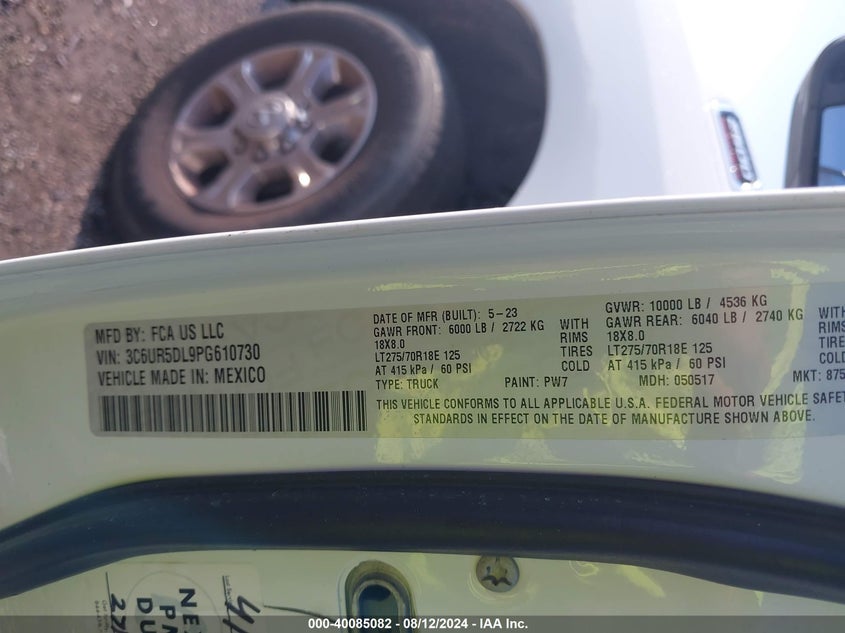 MFD BY: FCA US LLC
VIN: 3C6UR5DL9PG610730
VEHICLE MADE IN: MEXICO
DATE OF MFR (BUILT): 5-23
GAWR FRONT: 6000 LB / 2722 KG
18X8.0
LT275/70R18E 125
AT 415 kPa / 60 PSI
TYPE: TRUCK PAINT: PW7
WITH
RIMS
TIRES
COLD
GVWR: 10000 LB / 4536 KG
GAWR REAR: 6040 LB / 2740 KG
18X8.0
LT275/70R18E 125
AT 415 kPa / 60 PSI
MDH: 050517
WITH
RIMS
TIRES
COLD
MKT: 875
THIS VEHICLE CONFORMS TO ALL APPLICABLE U.S.A. FEDERAL MOTOR VEHICLE SAFET
STANDARDS IN EFFECT ON THE DATE OF MANUFACTURE SHOWN ABOVE.
000-40085082 - 08/12/2024 - IAA Inc.